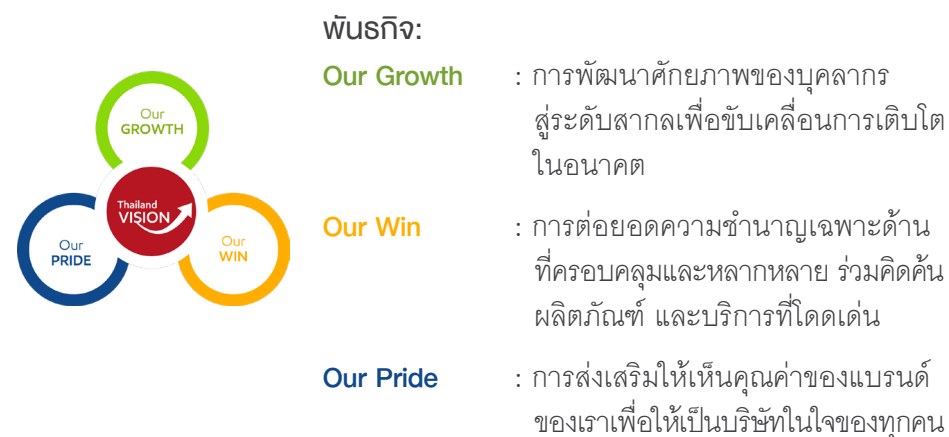 พันธกิจ:
Our Growth : การพัฒนาศักยภาพของบุคลากร
สู่ระดับสากลเพื่อขับเคลื่อนการเติบโต
ในอนาคต
Our Win : การต่อยอดความชำนาญเฉพาะด้าน
ที่ครอบคลุมและหลากหลาย ร่วมคิดค้น
ผลิตภัณฑ์ และบริการที่โดดเด่น
Our Pride : การส่งเสริมให้เห็นคุณค่าของแบรนด์
ของเราเพื่อให้เป็นบริษัทในใจของทุกคน
Our
GROWTH
Thailand
VISION
Our
PRIDE
Our
WIN